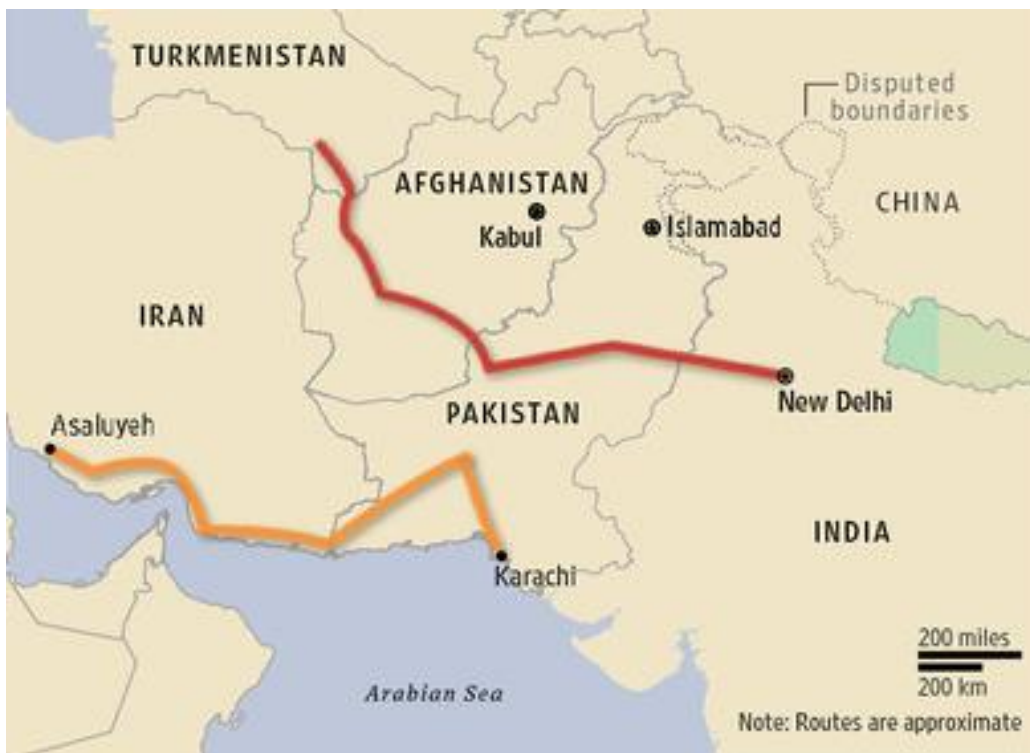 TURKMENISTAN
Disputed
boundaries
AFGHANISTAN
CHINA
Kabul
Islamabad
IRAN
New Delhi
PAKISTAN
Asaluyeh
INDIA
Karachi
200 miles
200 km
Arabian Sea
Note: Routes are approximate